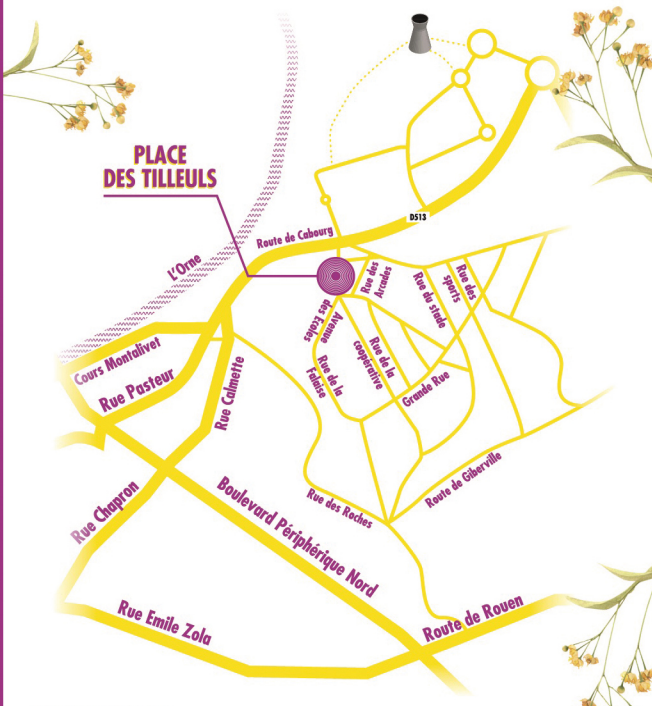 PLACE
DES TILLEULS
D513
Route de Cabourg
L'Orne
Rue des
Arcades
Rue du stade
Rue des
sports
Avenue
des Ecoles
Rue de la
Falaise
Rue de la
coopérative
Grande Rue
Cours Montalivet
Rue Pasteur
Rue Calmette
Rue Chapron
Boulevard Périphérique Nord
Rue des Roches
Route de Giberville
Rue Emile Zola
Route de Rouen